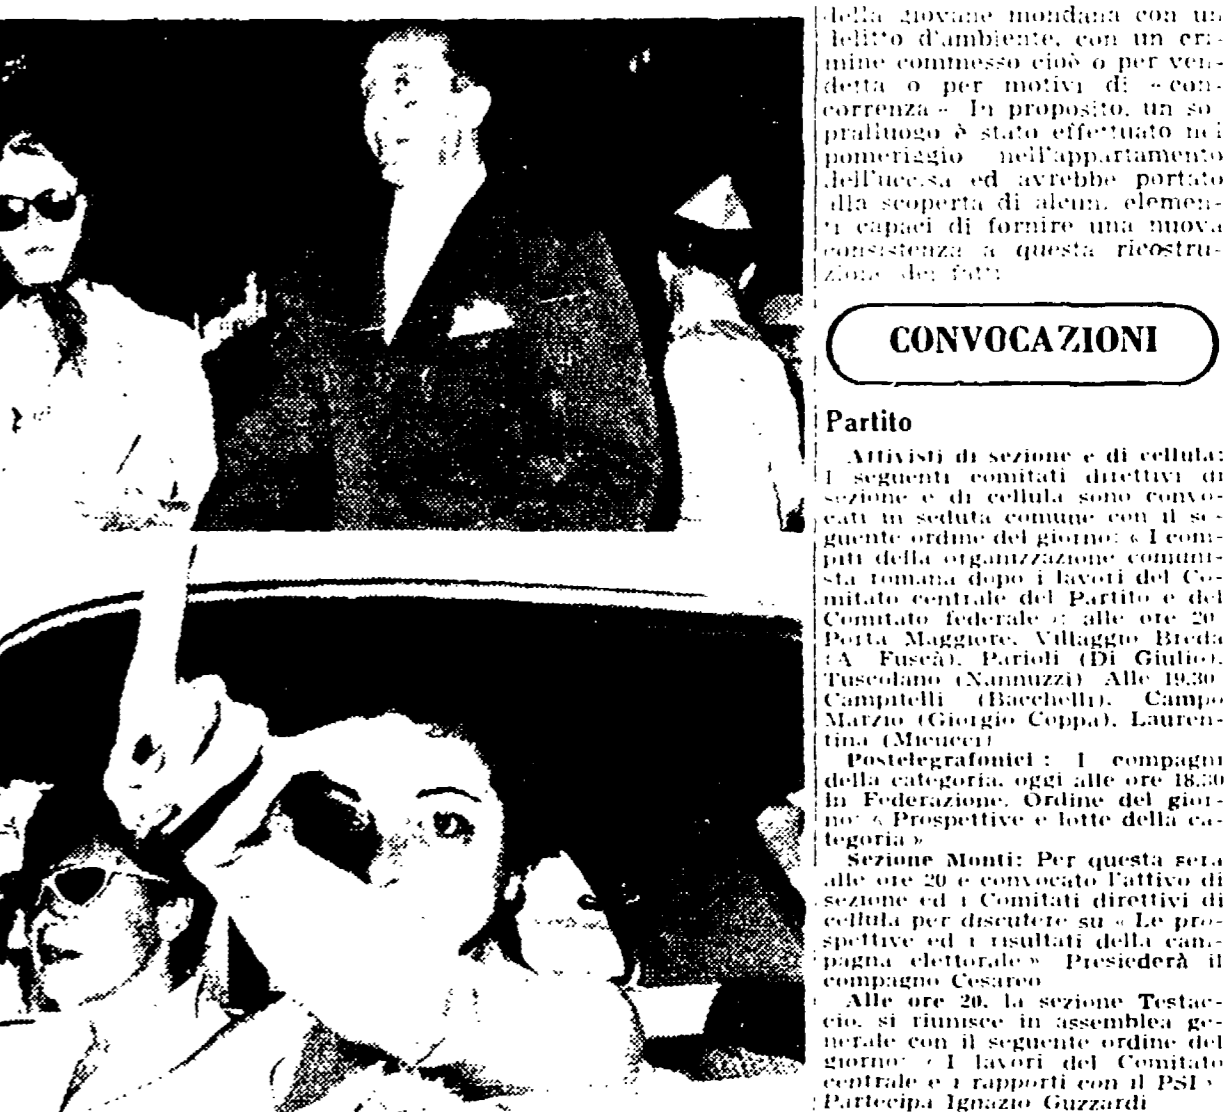 della giovane mondana con un
delitto d'ambiente, con un cri-
mine commesso cioè o per ven-
detta o per motivi di «con-
correnza» In proposito, un so-
pralluogo è stato effettuato nel
pomeriggio nell'appartamento
dell'uccisa ed avrebbe portato
alla scoperta di alcuni elemen-
ti capaci di fornire una nuova
consistenza a questa ricostru-
zione dei fatti
CONVOCAZIONI
Partito
Attivisti di sezione e di cellula:
I seguenti comitati direttivi di
sezione e di cellula sono convo-
cati in seduta comune con il se-
guente ordine del giorno: « I com-
piti della organizzazione comuni-
sta romana dopo i lavori del Co-
mitato centrale del Partito e del
Comitato federale »: alle ore 20
Porta Maggiore, Villaggio Breda
(A Fuscà), Parioli (Di Giulio),
Tuscolano (Nannuzzi) Alle 19.30
Campitelli (Bacchelli), Campo
Marzio (Giorgio Coppa), Lauren-
tina (Micucci)
Postelegrafonici : I compagni
della categoria, oggi alle ore 18.30
in Federazione. Ordine del gior-
no: « Prospettive e lotte della ca-
tegoria »
Sezione Monti: Per questa sera
alle ore 20 e convocato l'attivo di
sezione ed i Comitati direttivi di
cellula per discutere su « Le pro-
spettive ed i risultati della cam-
pagna elettorale » Presiederà il
compagno Cesareo
Alle ore 20, la sezione Testac-
cio, si riunisce in assemblea ge-
nerale con il seguente ordine del
giorno: « I lavori del Comitato
centrale e i rapporti con il PSI »
Partecipa Ignazio Guzzardi